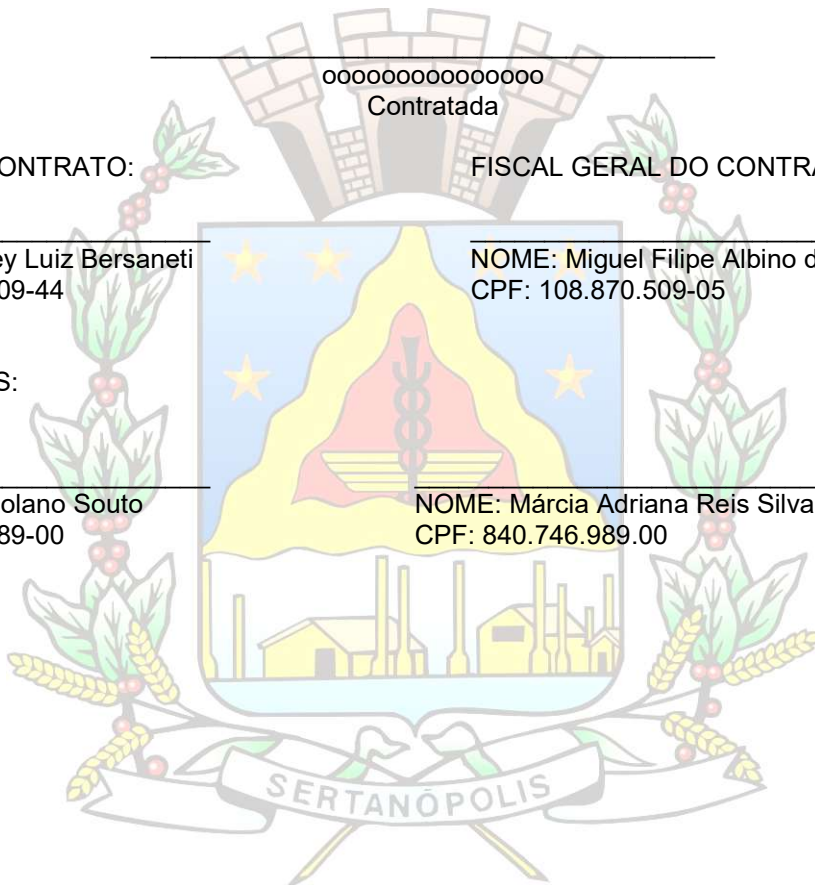 _______________________________________
ooooooooooooooo
Contratada
ONTRATO:
FISCAL GERAL DO CONTRA
ey Luiz Bersaneti
NOME: Miguel Filipe Albino d
09-44
CPF: 108.870.509-05
S:
olano Souto
NOME: Márcia Adriana Reis Silva
89-00
CPF: 840.746.989.00
SERTANÓPOLIS